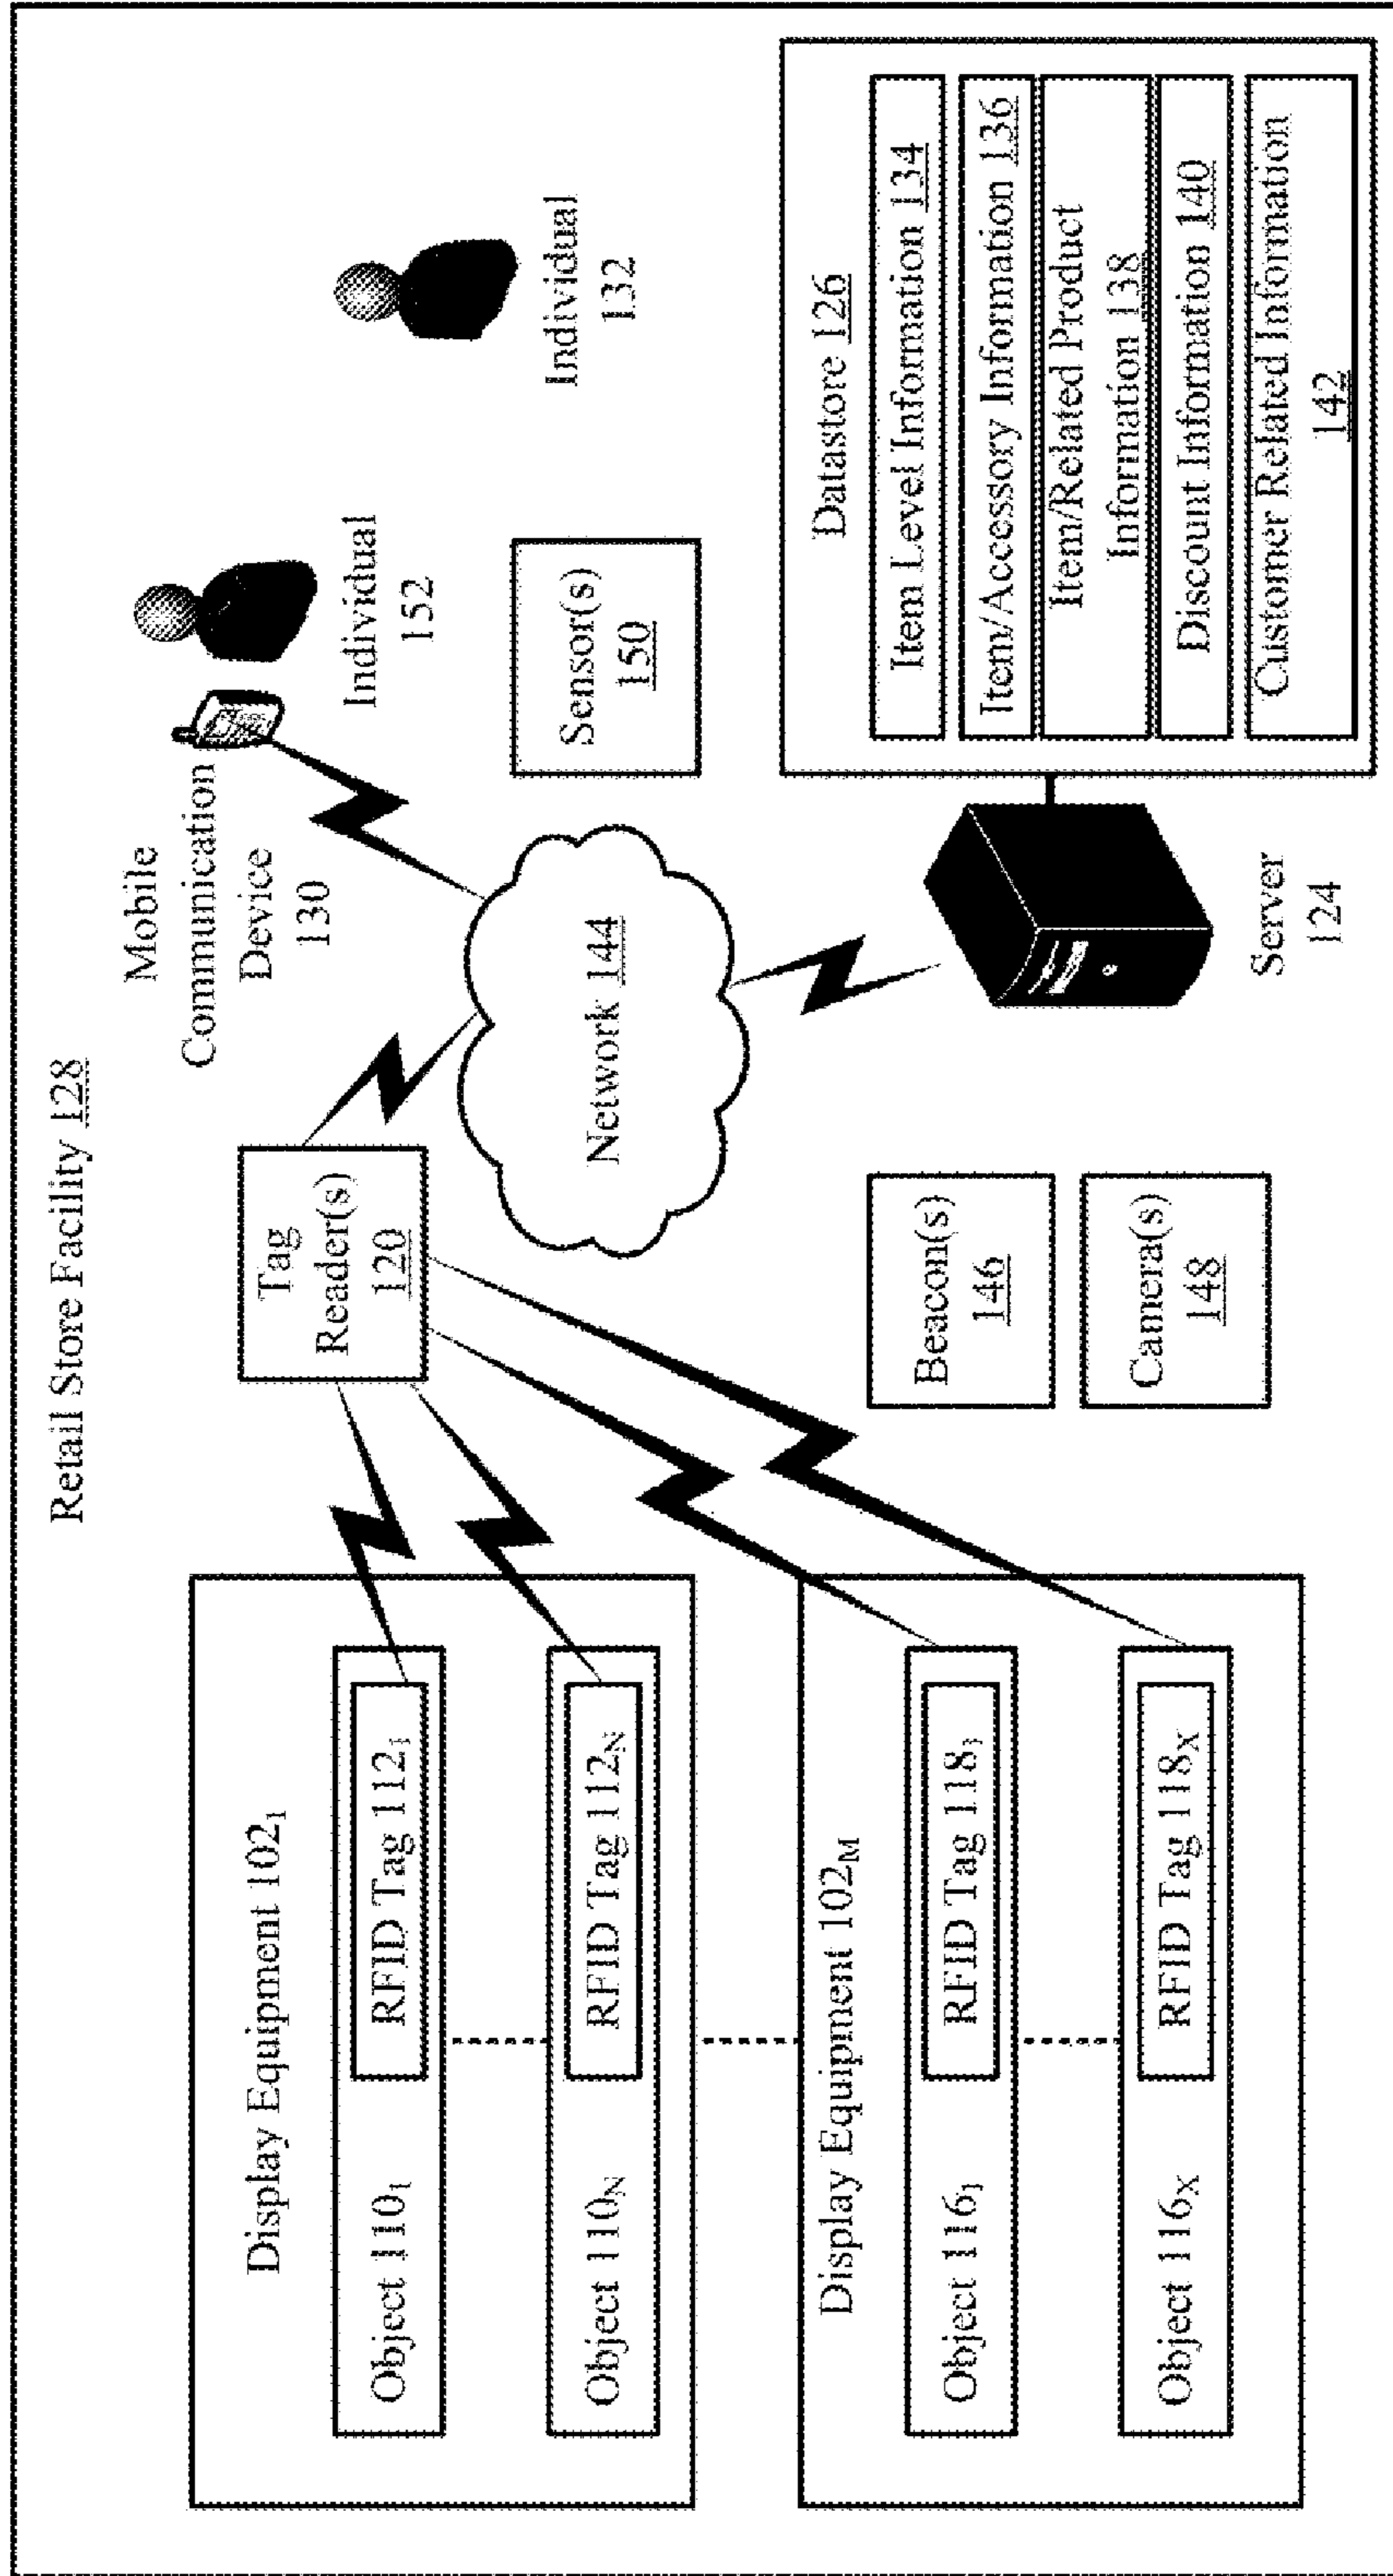 Retail Store Facility 128
Display Equipment 102₁
Object 110₁
RFID Tag 112₁
Object 110N
RFID Tag 112N
Display Equipment 102M
Object 116₁
RFID Tag 118₁
Object 116X
RFID Tag 118X
Tag
Reader(s)
120
Mobile
Communication
Device
130
Individual
152
Individual
132
Network 144
Sensor(s)
150
Beacon(s)
146
Camera(s)
148
Server
124
Datastore 126
Item Level Information 134
Item/Accessory Information 136
Item/Related Product
Information 138
Discount Information 140
Customer Related Information
142